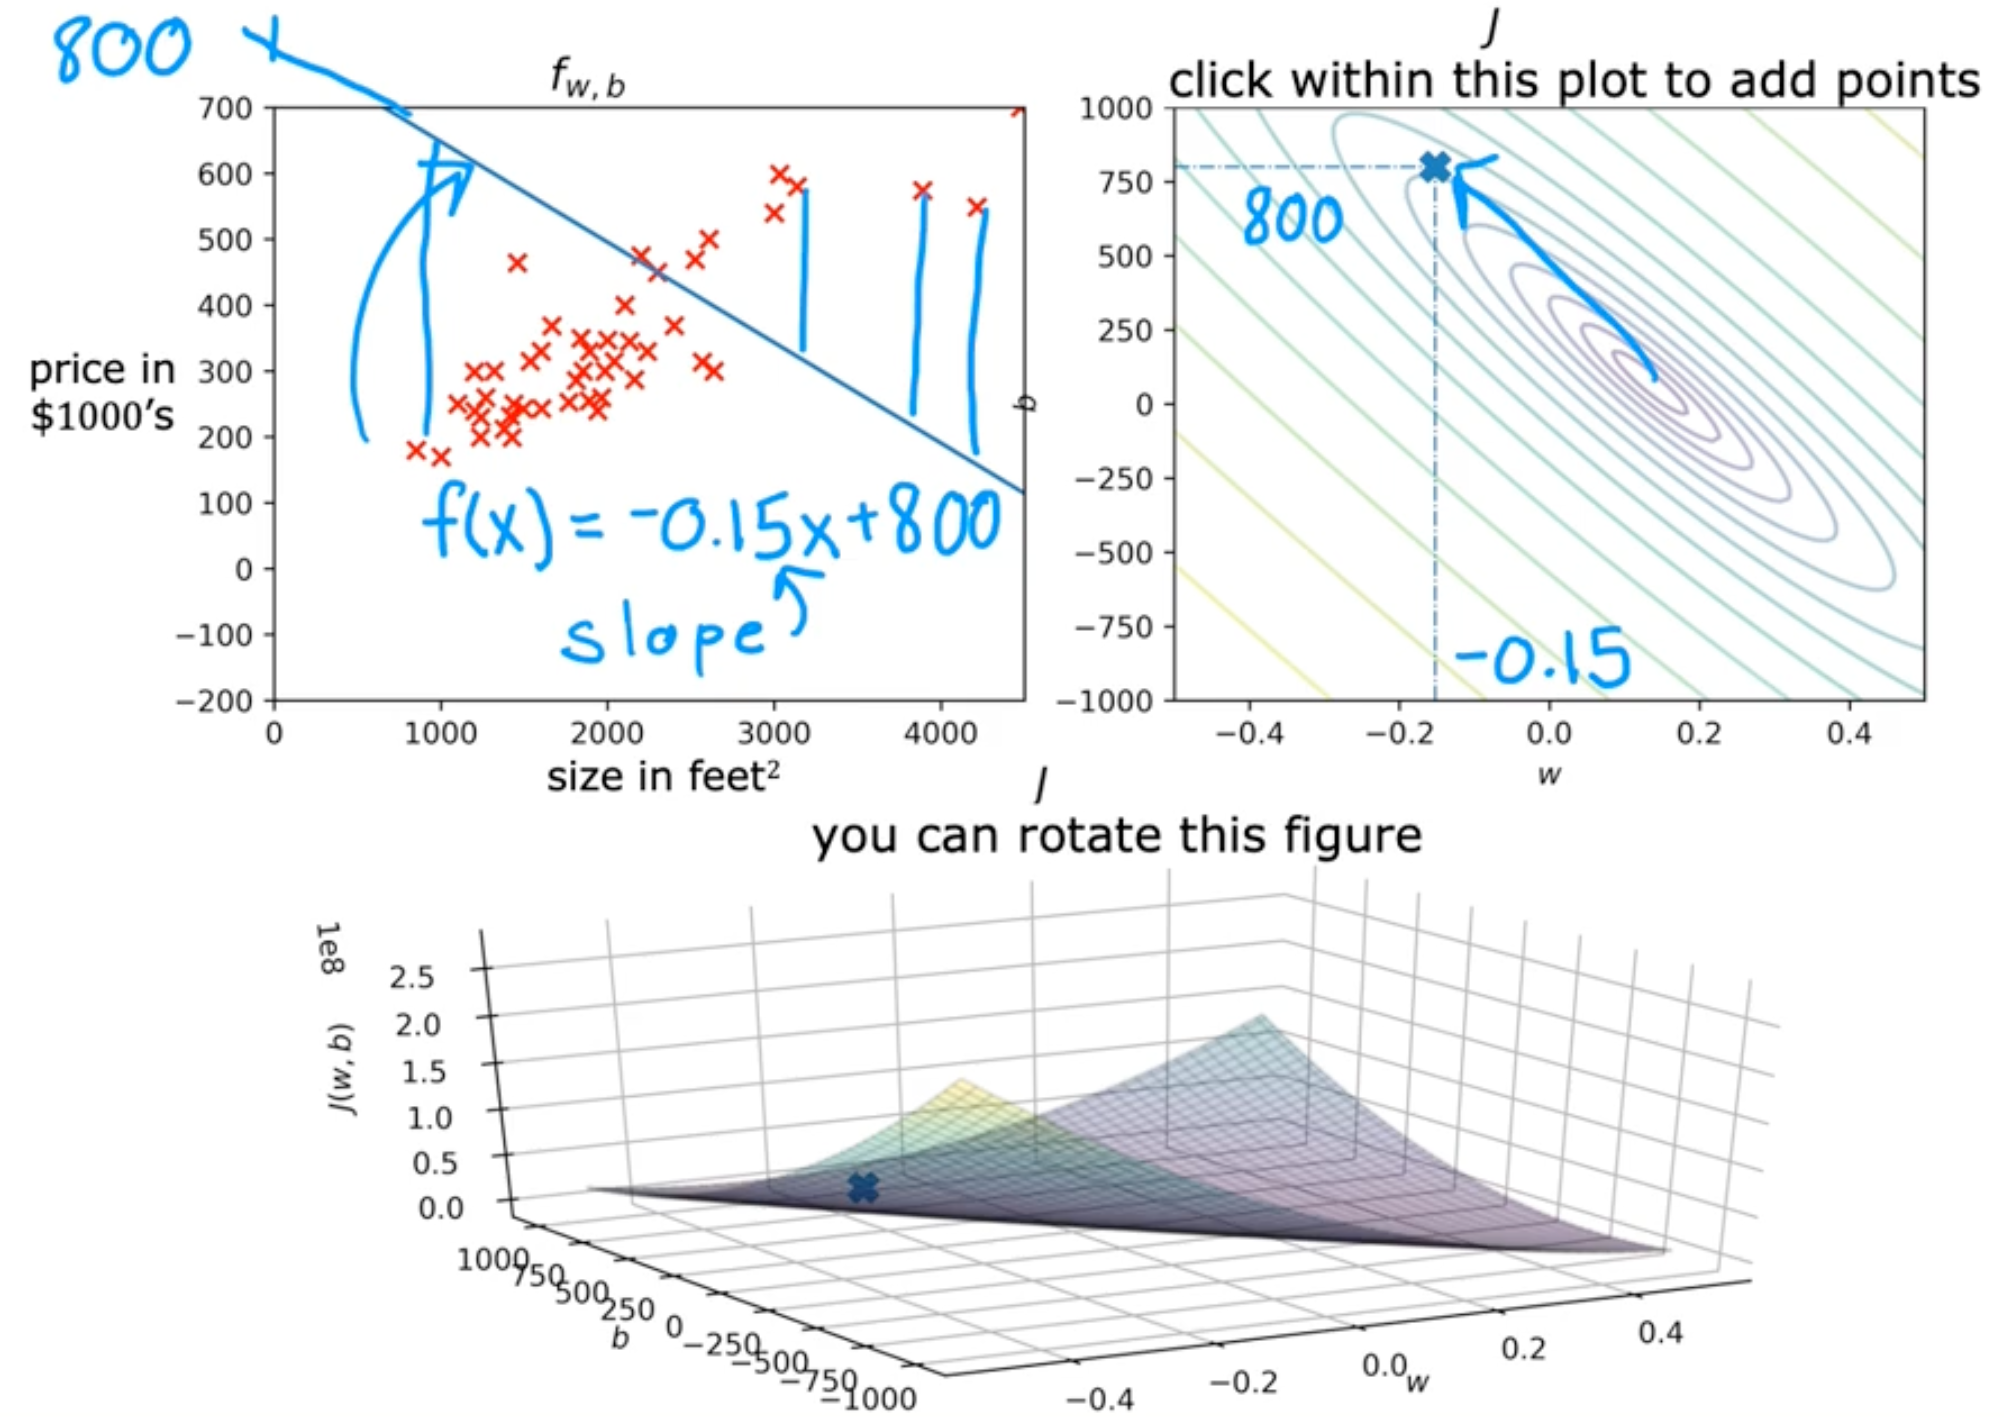 800
f_{w,b}
700
600
500
400
300
200
100
0
−100
−200
price in
$1000’s
f(x) = -0.15x+800
slope
0 1000 2000 3000 4000
size in feet²
J
click within this plot to add points
1000
750
500
250
0
−250
−500
−750
−1000
b
800
-0.15
−0.4 −0.2 0.0 0.2 0.4
w
J
you can rotate this figure
1e8
J(w, b)
2.5
2.0
1.5
1.0
0.5
0.0
1000 750 500 250 0 −250 −500 −750 −1000
b
−0.4 −0.2 0.0 0.2 0.4
w